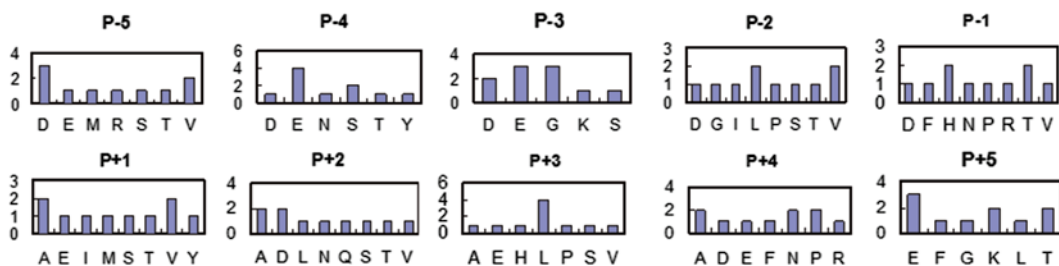 P-5 P-4 P-3 P-2 P-1
4 2 0
D E M R S T V
6 4 2 0
D E N S T Y
4 2 0
D E G K S
3 2 1 0
D G I L P S T V
3 2 1 0
D F H N P R T V
P+1 P+2 P+3 P+4 P+5
3 2 1 0
A E I M S T V Y
4 2 0
A D L N Q S T V
6 4 2 0
A E H L P S V
4 2 0
A D E F N P R
4 2 0
E F G K L T